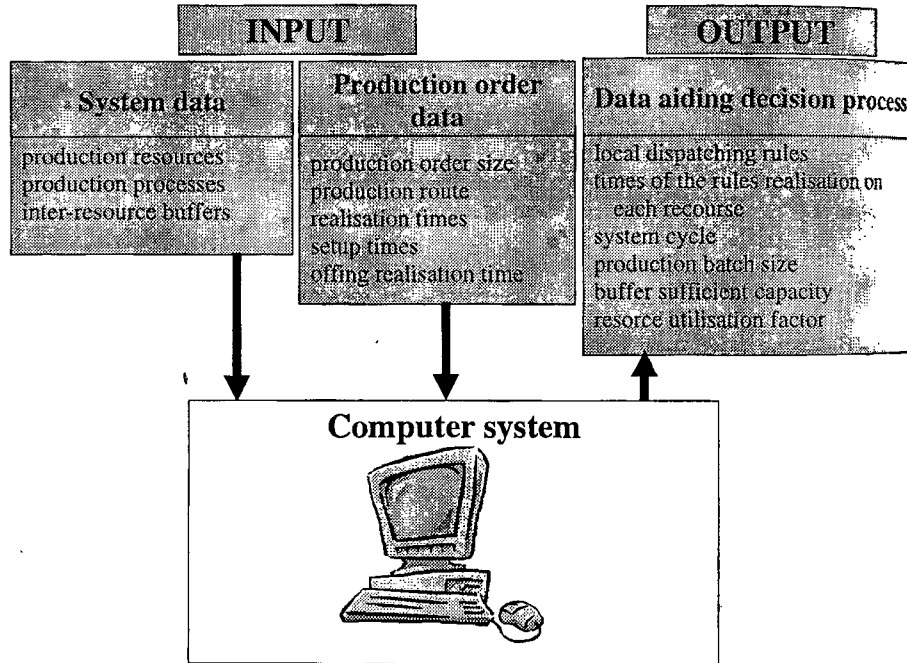 INPUT
OUTPUT
System data
production resources
production processes
inter-resource buffers
Production order
data
production order size
production route
realisation times
setup times
offing realisation time
Data aiding decision process
local dispatching rules
times of the rules realisation on
each recourse
system cycle
production batch size
buffer sufficient capacity
resorce utilisation factor
Computer system